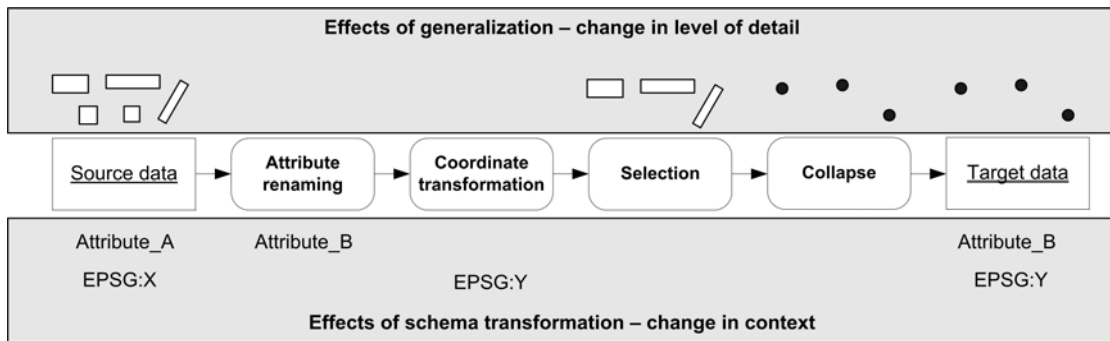 Effects of generalization – change in level of detail
Source data
Attribute
renaming
Coordinate
transformation
Selection
Collapse
Target data
Attribute_A
Attribute_B
Attribute_B
EPSG:X
EPSG:Y
EPSG:Y
Effects of schema transformation – change in context